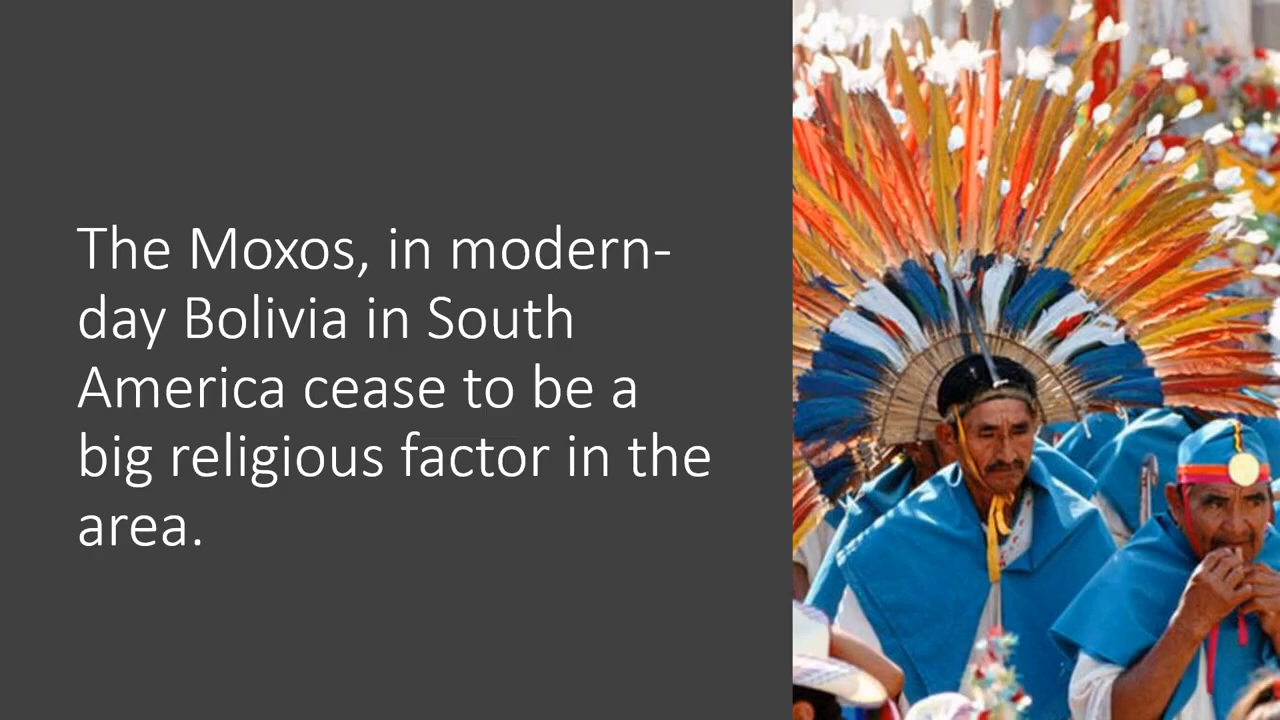 The Moxos, in modern-
day Bolivia in South
America cease to be a
big religious factor in the
area.